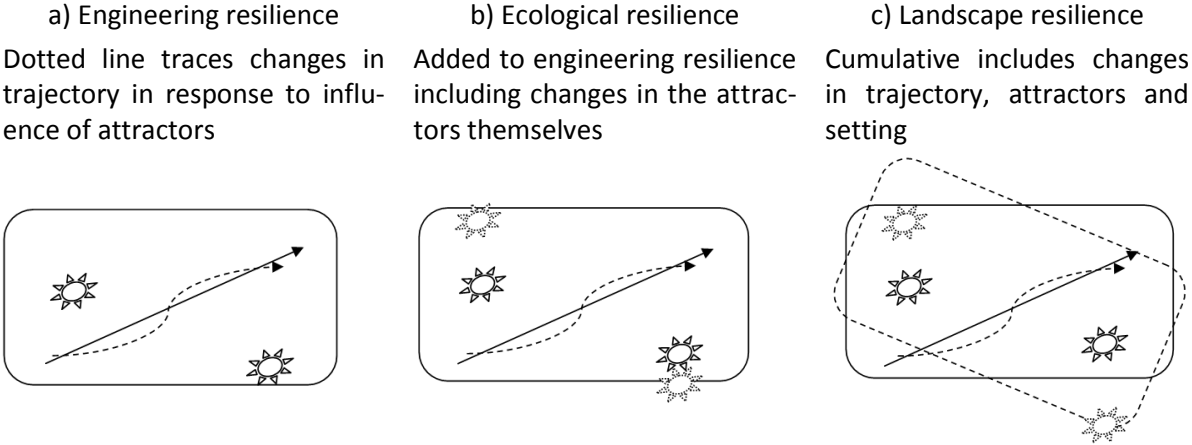 a) Engineering resilience
Dotted line traces changes in
trajectory in response to influ-
ence of attractors
b) Ecological resilience
Added to engineering resilience
including changes in the attrac-
tors themselves
c) Landscape resilience
Cumulative includes changes
in trajectory, attractors and
setting